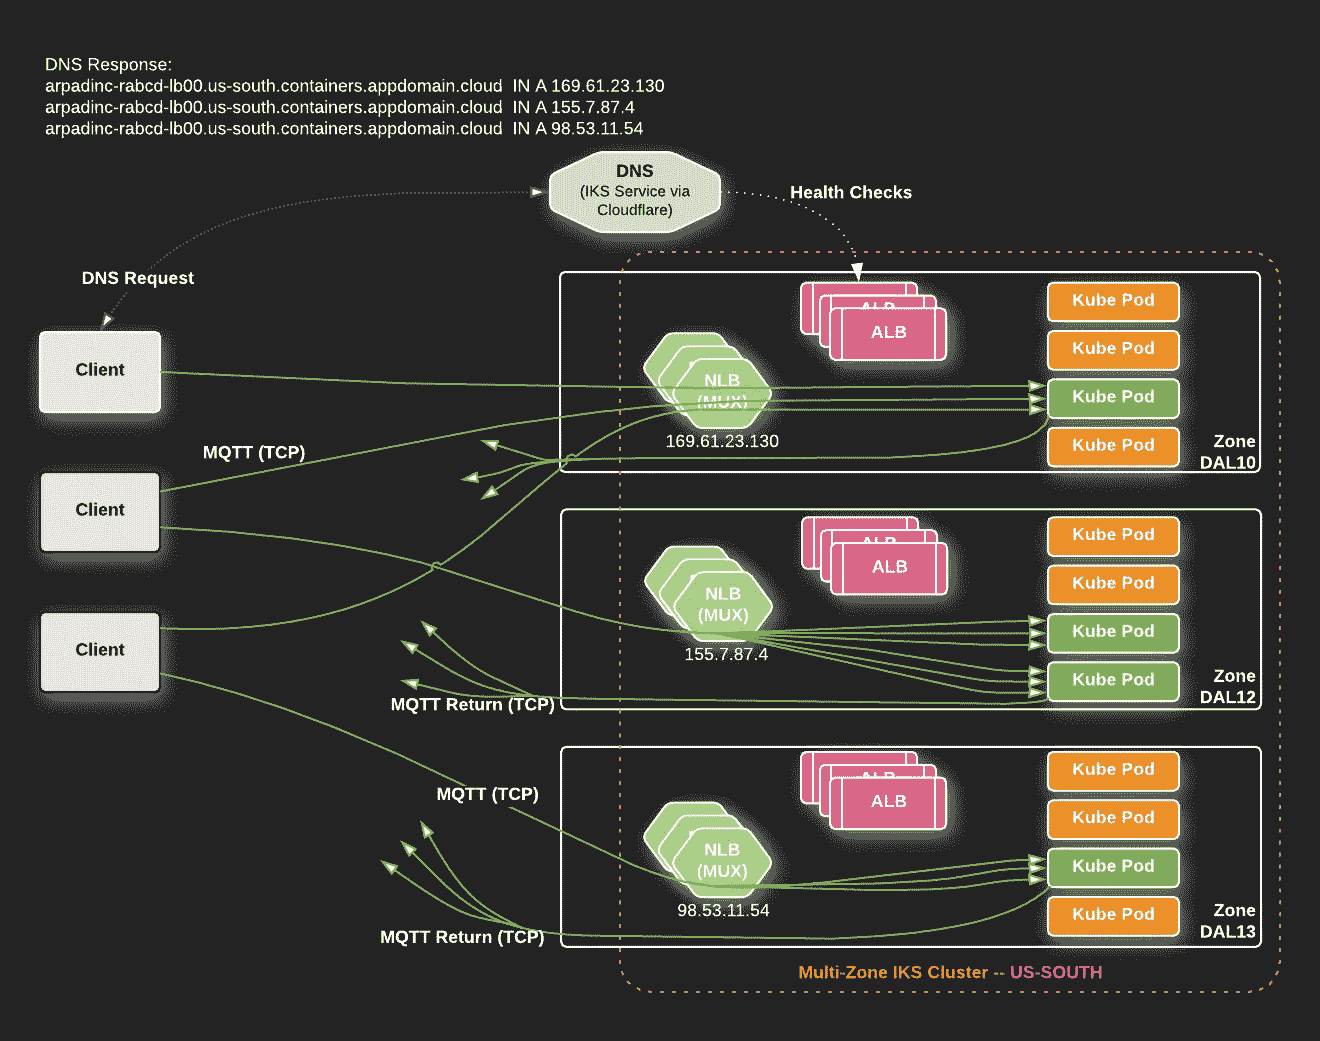 DNS Response:
arpadinc-rabcd-lb00.us-south.containers.appdomain.cloud IN A 169.61.23.130
arpadinc-rabcd-lb00.us-south.containers.appdomain.cloud IN A 155.7.87.4
arpadinc-rabcd-lb00.us-south.containers.appdomain.cloud IN A 98.53.11.54
DNS
(IKS Service via
Cloudflare)
Health Checks
DNS Request
Client
MQTT (TCP)
Client
Client
ALB
ALB
NLB
(MUX)
169.61.23.130
Kube Pod
Kube Pod
Kube Pod
Kube Pod
Zone
DAL10
ALB
ALB
NLB
(MUX)
155.7.87.4
Kube Pod
Kube Pod
Kube Pod
Kube Pod
Zone
DAL12
MQTT Return (TCP)
MQTT (TCP)
ALB
ALB
NLB
(MUX)
98.53.11.54
Kube Pod
Kube Pod
Kube Pod
Kube Pod
Zone
DAL13
MQTT Return (TCP)
Multi-Zone IKS Cluster -- US-SOUTH